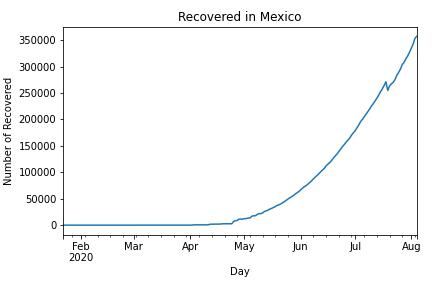 Recovered in Mexico
Number of Recovered
350000
300000
250000
200000
150000
100000
50000
0
Feb
2020
Mar
Apr
May
Jun
Jul
Aug
Day